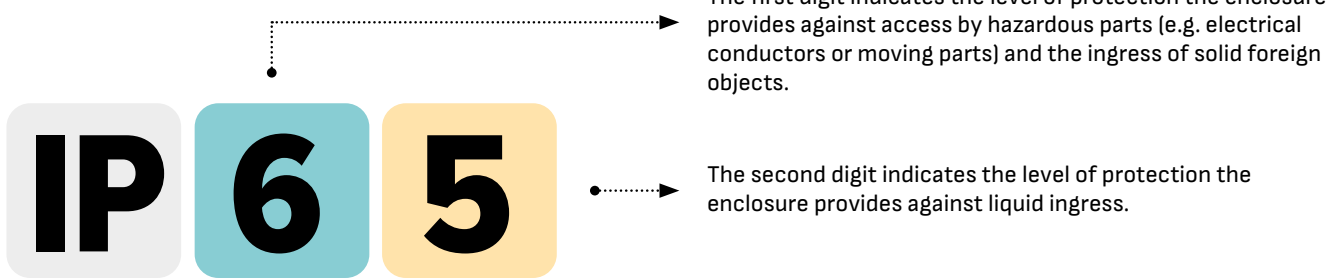 The first digit indicates the level of protection the enclosure
provides against access by hazardous parts (e.g. electrical
conductors or moving parts) and the ingress of solid foreign
objects.
IP 6 5
The second digit indicates the level of protection the
enclosure provides against liquid ingress.